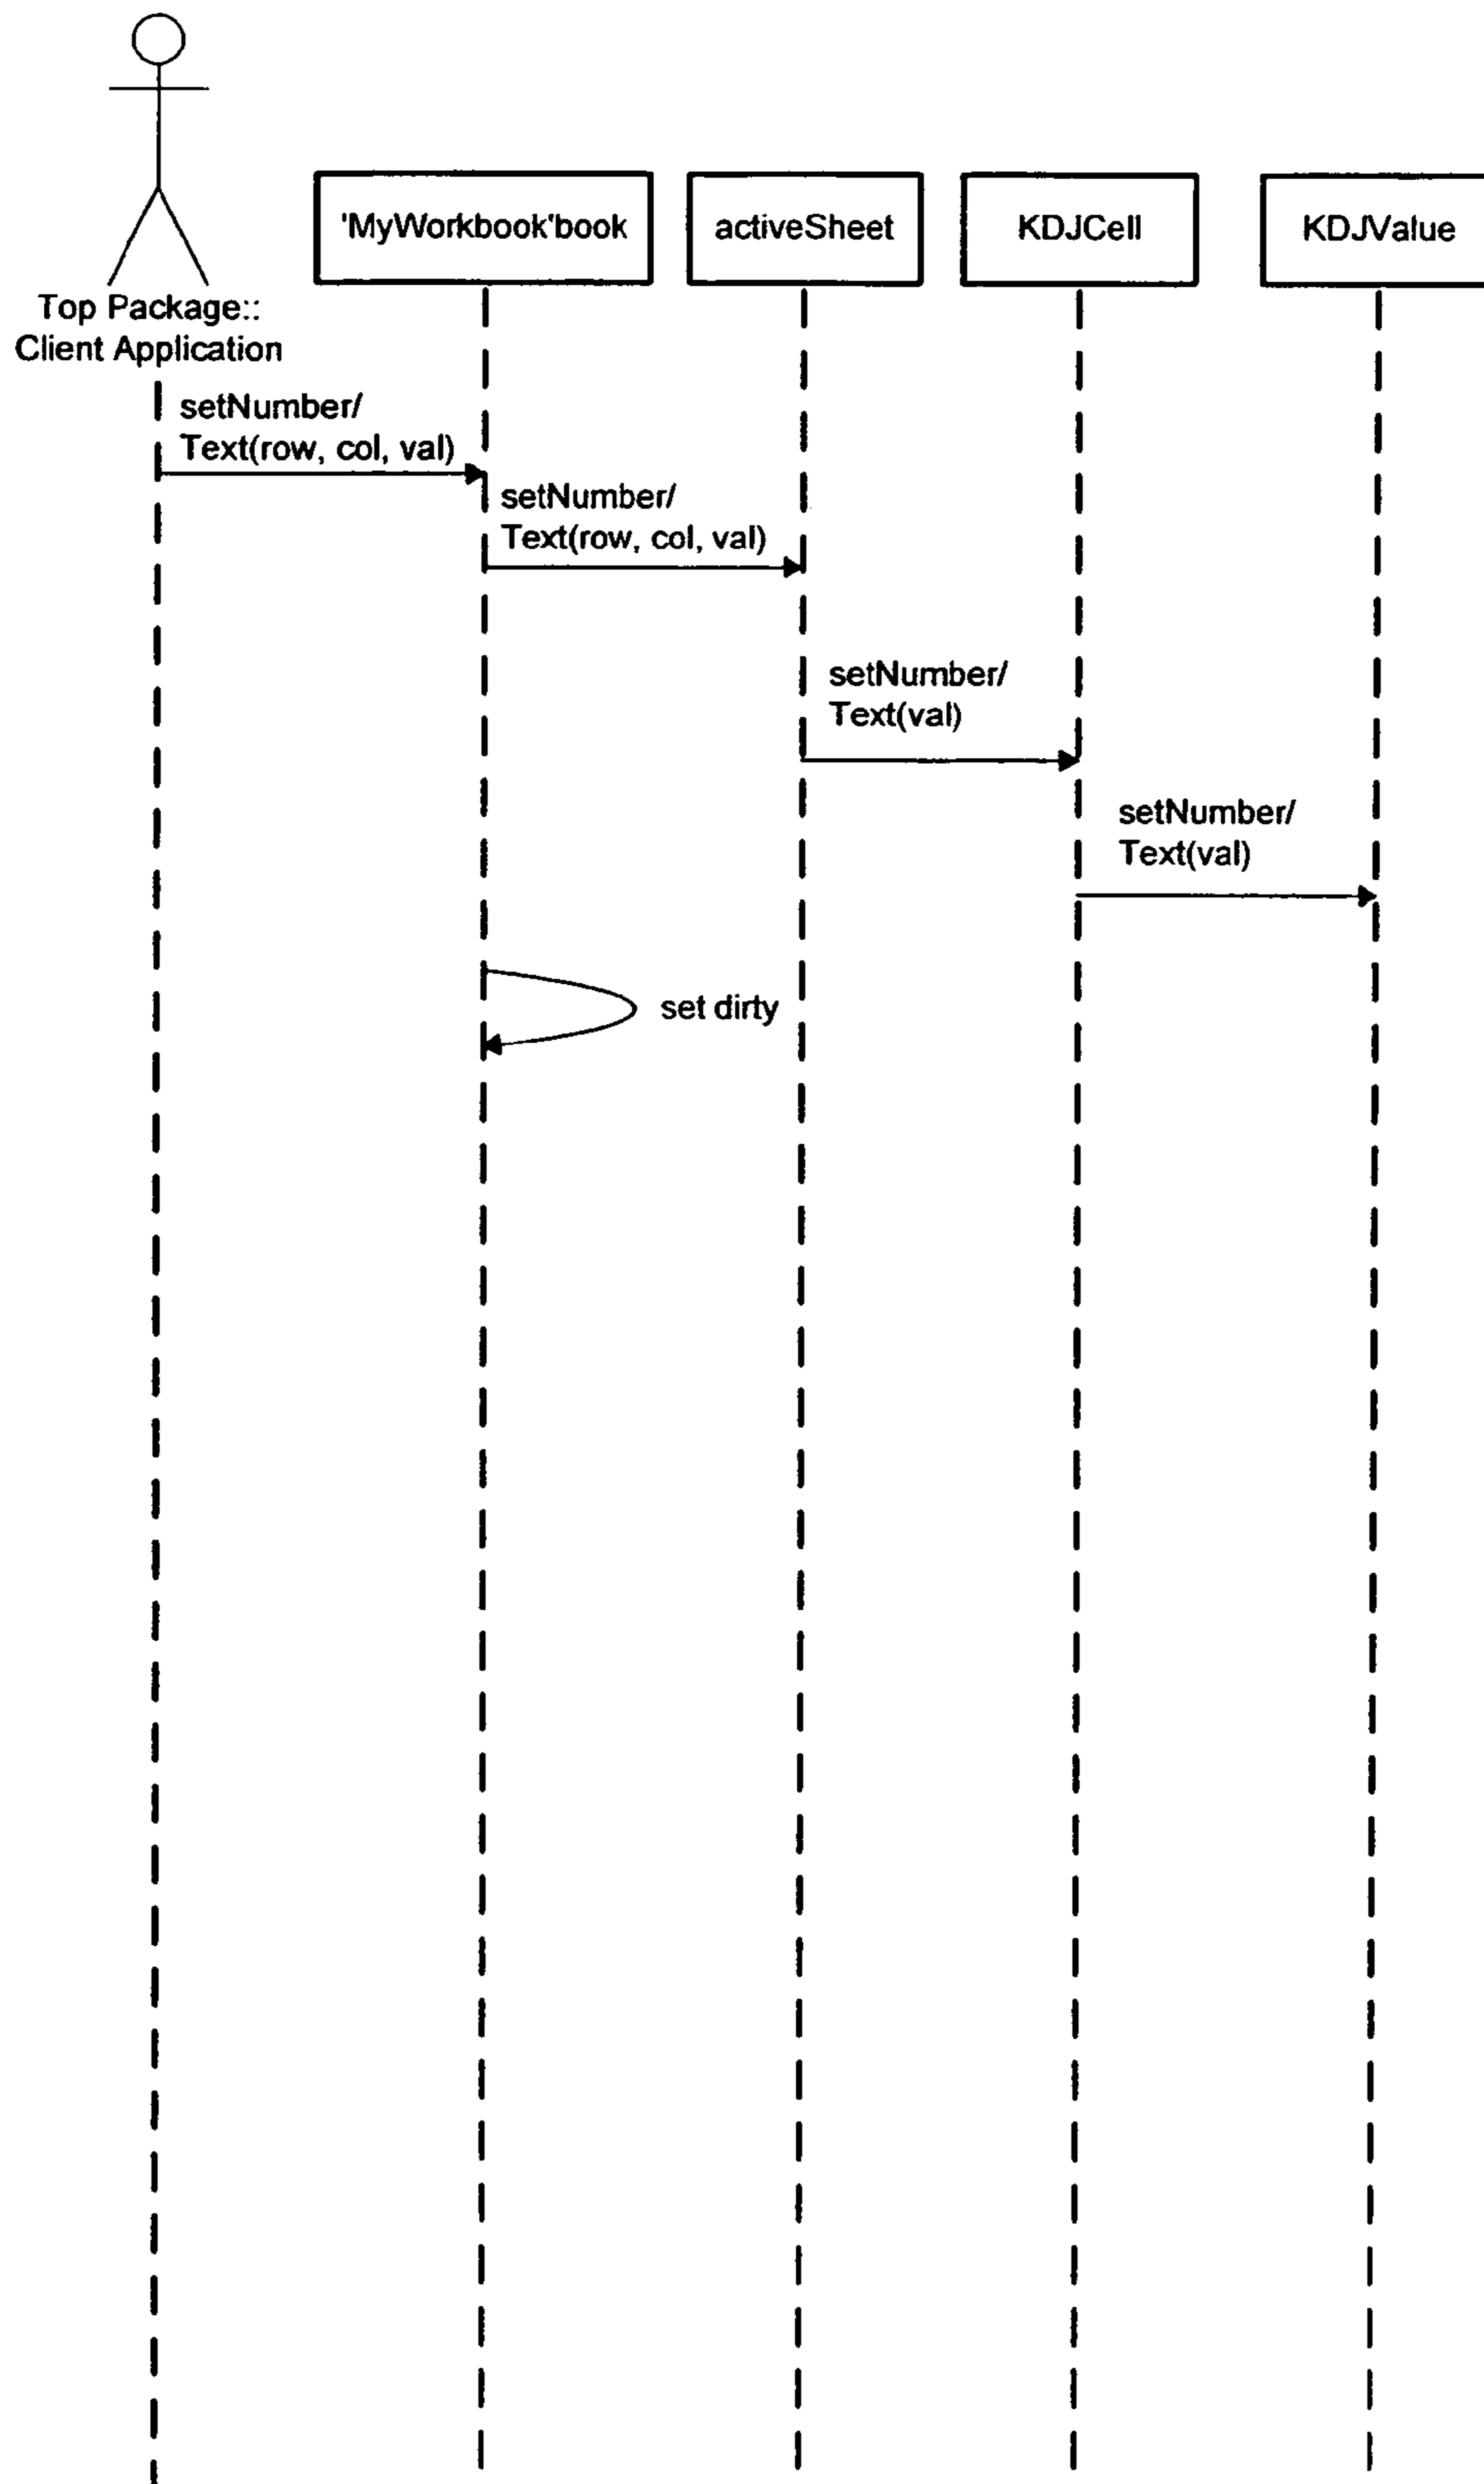 'MyWorkbook'book
activeSheet
KDJCell
KDJValue
Top Package::
Client Application
setNumber/
Text(row, col, val)
setNumber/
Text(row, col, val)
setNumber/
Text(val)
setNumber/
Text(val)
set dirty